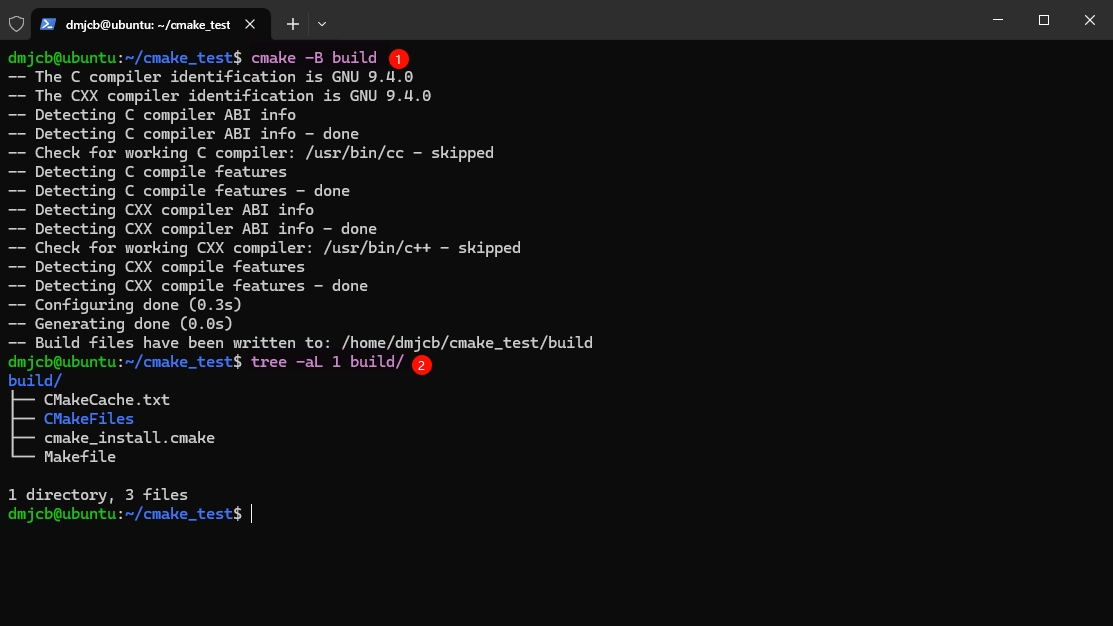 dmjcb@ubuntu: ~/cmake_test
dmjcb@ubuntu:~/cmake_test$ cmake -B build 1
-- The C compiler identification is GNU 9.4.0
-- The CXX compiler identification is GNU 9.4.0
-- Detecting C compiler ABI info
-- Detecting C compiler ABI info - done
-- Check for working C compiler: /usr/bin/cc - skipped
-- Detecting C compile features
-- Detecting C compile features - done
-- Detecting CXX compiler ABI info
-- Detecting CXX compiler ABI info - done
-- Check for working CXX compiler: /usr/bin/c++ - skipped
-- Detecting CXX compile features
-- Detecting CXX compile features - done
-- Configuring done (0.3s)
-- Generating done (0.0s)
-- Build files have been written to: /home/dmjcb/cmake_test/build
dmjcb@ubuntu:~/cmake_test$ tree -aL 1 build/ 2
build/
├── CMakeCache.txt
├── CMakeFiles
├── cmake_install.cmake
└── Makefile
1 directory, 3 files
dmjcb@ubuntu:~/cmake_test$